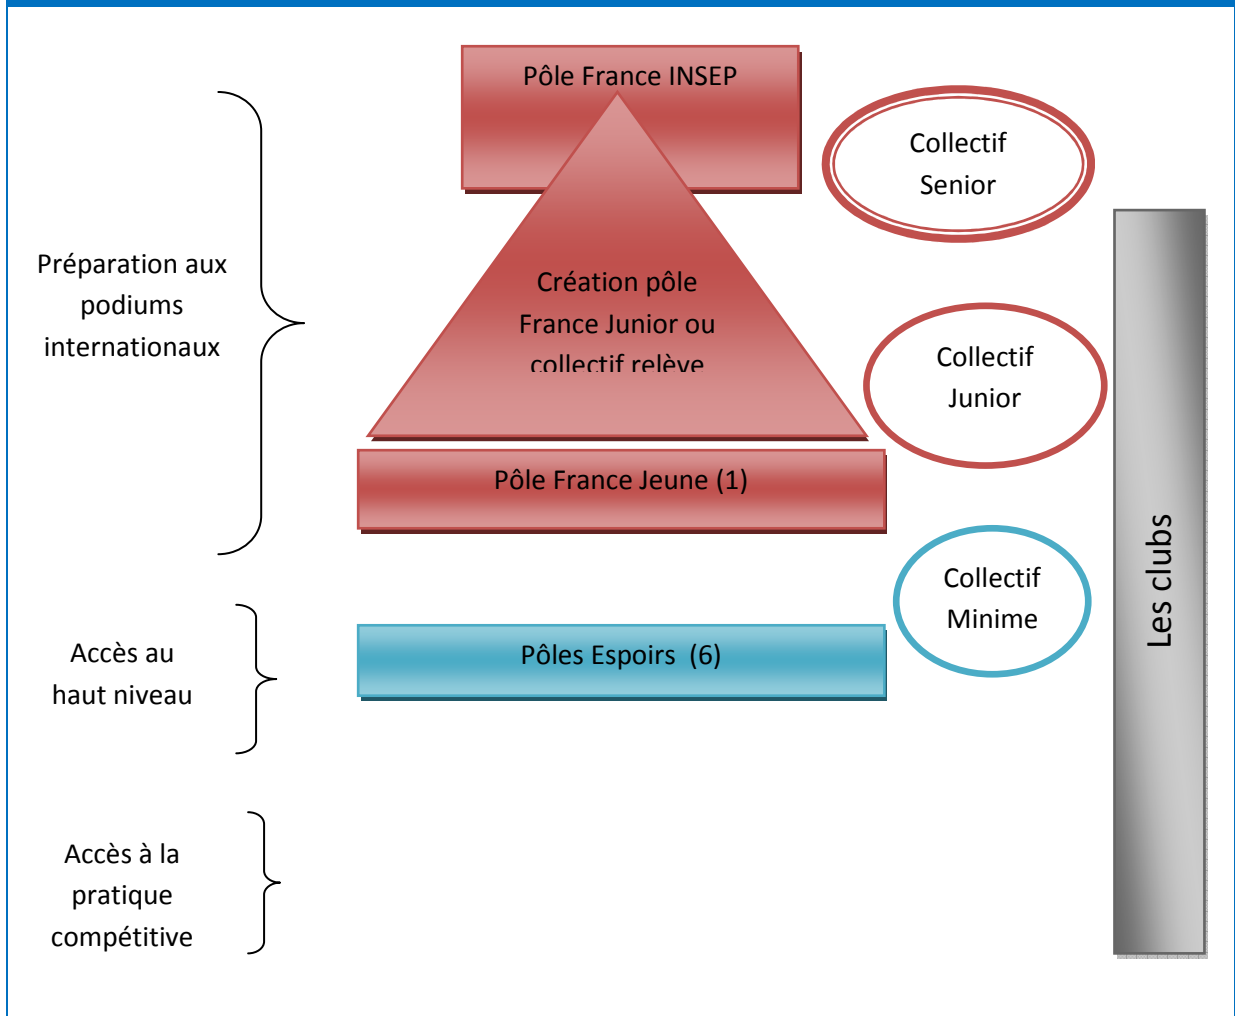 Pôle France INSEP
Collectif
Senior
Préparation aux
podiums
internationaux
Création pôle
France Junior ou
collectif relève
Collectif
Junior
Pôle France Jeune (1)
Les clubs
Collectif
Minime
Accès au
haut niveau
Pôles Espoirs  (6)
Accès à la
pratique
compétitive